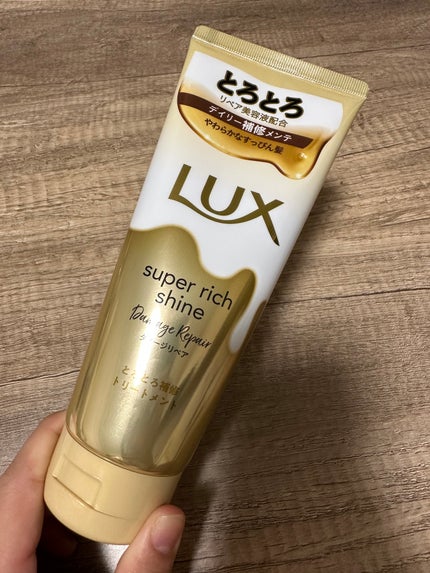 とろとろ
リペア美容液配合
デイリー補修メンテ
やわらかなすっぴん髪
LUX
super rich
shine
Damage Repair
ダメージリペア
とろとろ補修
トリートメント